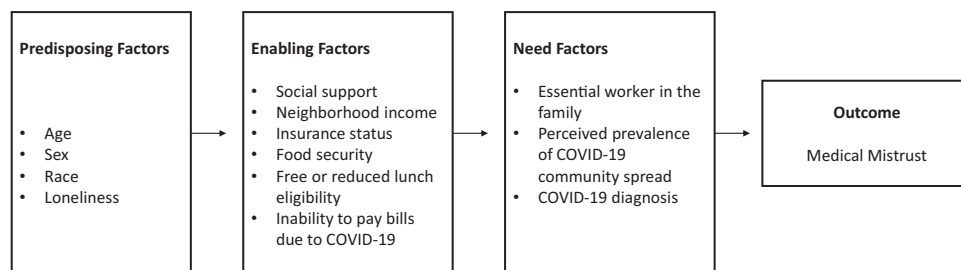 Predisposing Factors
• Age
• Sex
• Race
• Loneliness
Enabling Factors
• Social support
• Neighborhood income
• Insurance status
• Food security
• Free or reduced lunch
eligibility
• Inability to pay bills
due to COVID-19
Need Factors
• Essential worker in the
family
• Perceived prevalence
of COVID-19
community spread
• COVID-19 diagnosis
Outcome
Medical Mistrust